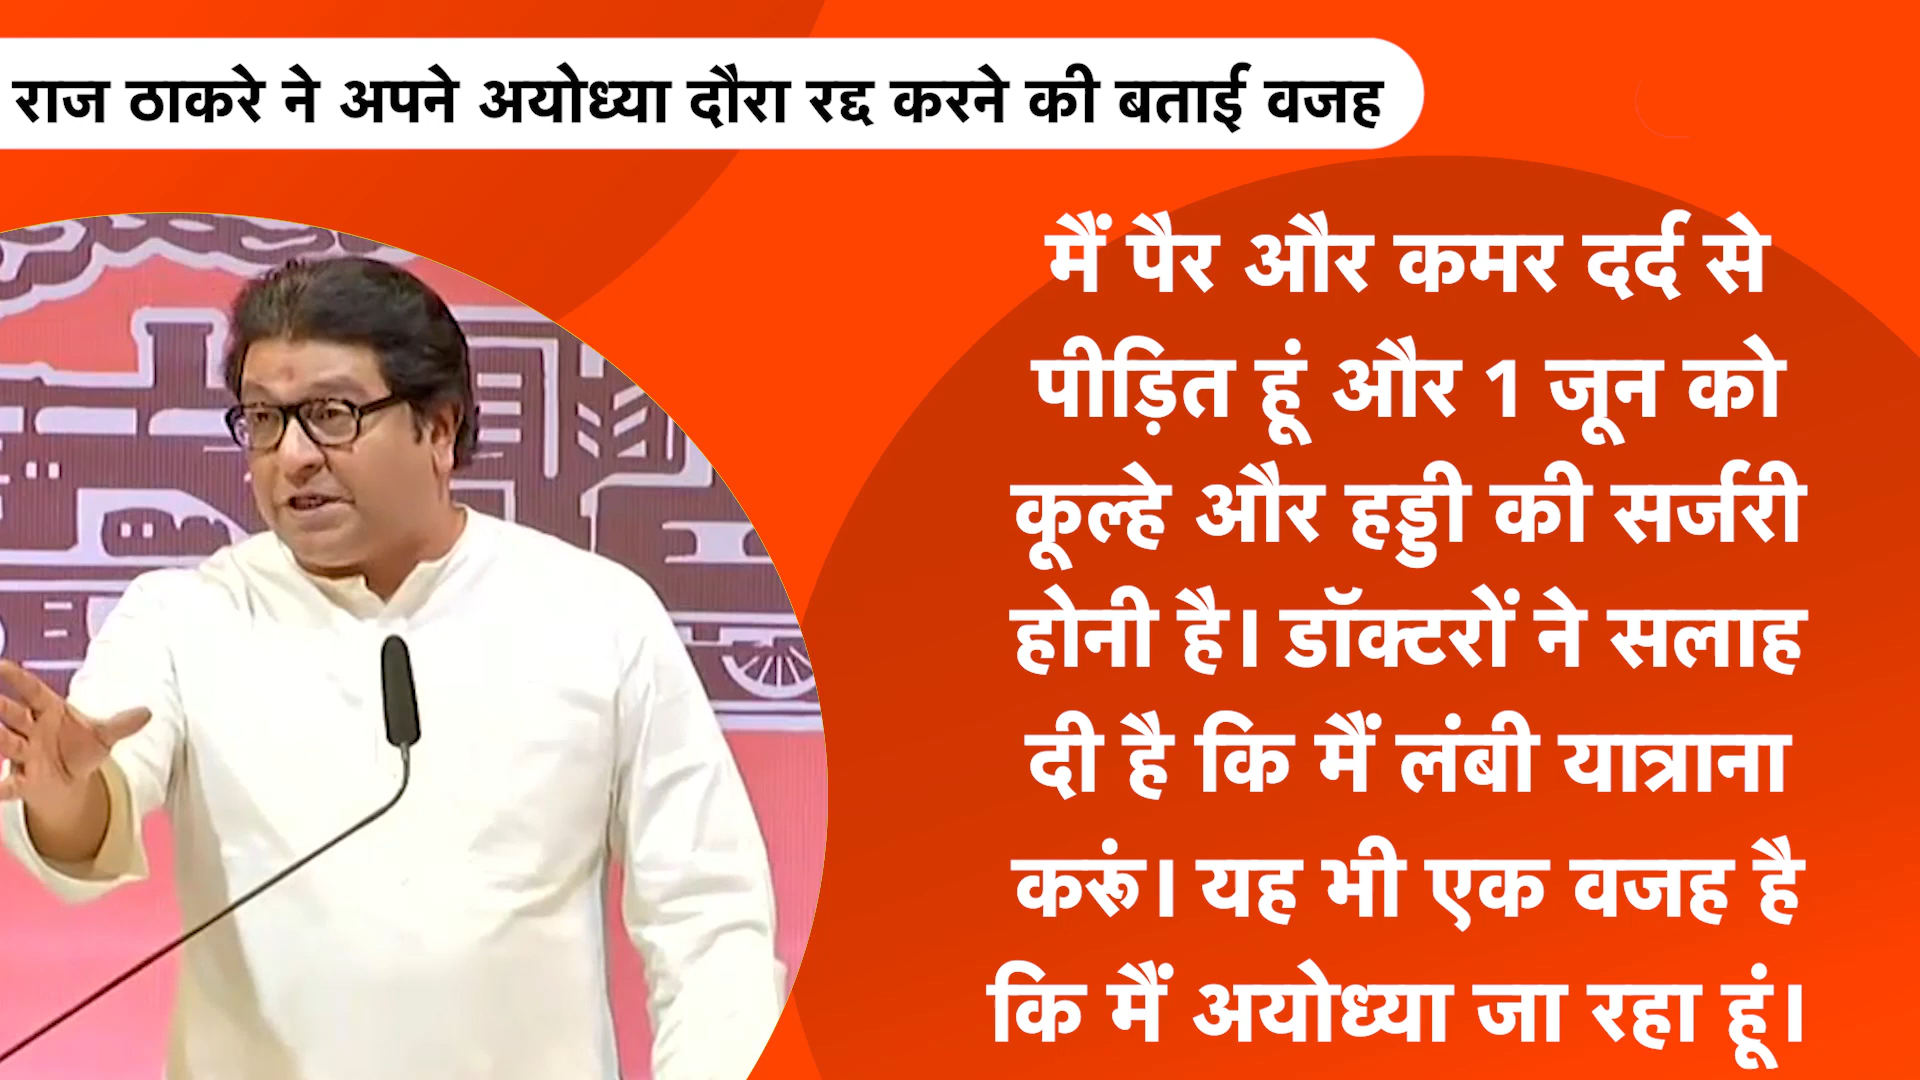 राज ठाकरे ने अपने अयोध्या दौरा रद्द करने की बताई वजह
मैं पैर और कमर दर्द से
पीड़ित हूं और 1 जून को
कूल्हे और हड्डी की सर्जरी
होनी है। डॉक्टरों ने सलाह
दी है कि मैं लंबी यात्राना
करूं। यह भी एक वजह है
कि मैं अयोध्या जा रहा हूं।